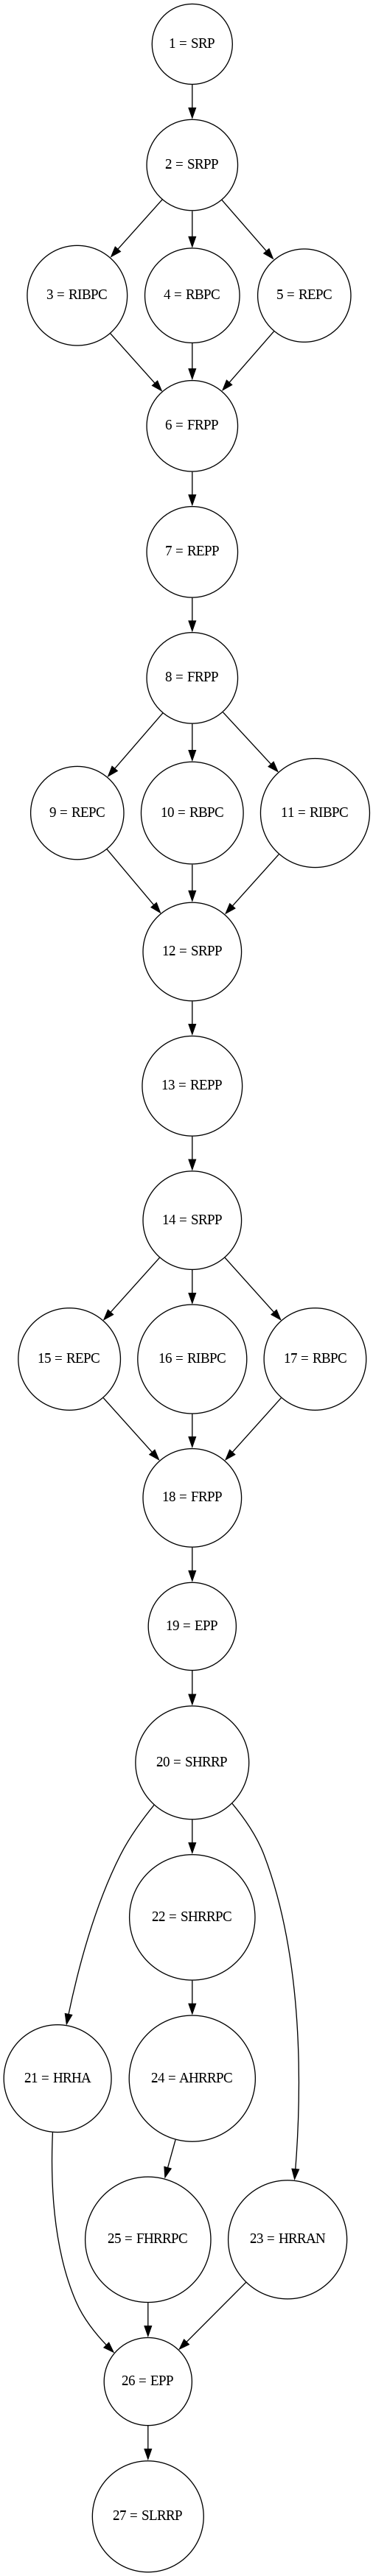 1 = SRP
2 = SRPP
3 = RIBPC
4 = RBPC
5 = REPC
6 = FRPP
7 = REPP
8 = FRPP
9 = REPC
10 = RBPC
11 = RIBPC
12 = SRPP
13 = REPP
14 = SRPP
15 = REPC
16 = RIBPC
17 = RBPC
18 = FRPP
19 = EPP
20 = SHRRP
22 = SHRRPC
21 = HRHA
24 = AHRRPC
25 = FHRRPC
23 = HRRAN
26 = EPP
27 = SLRRP